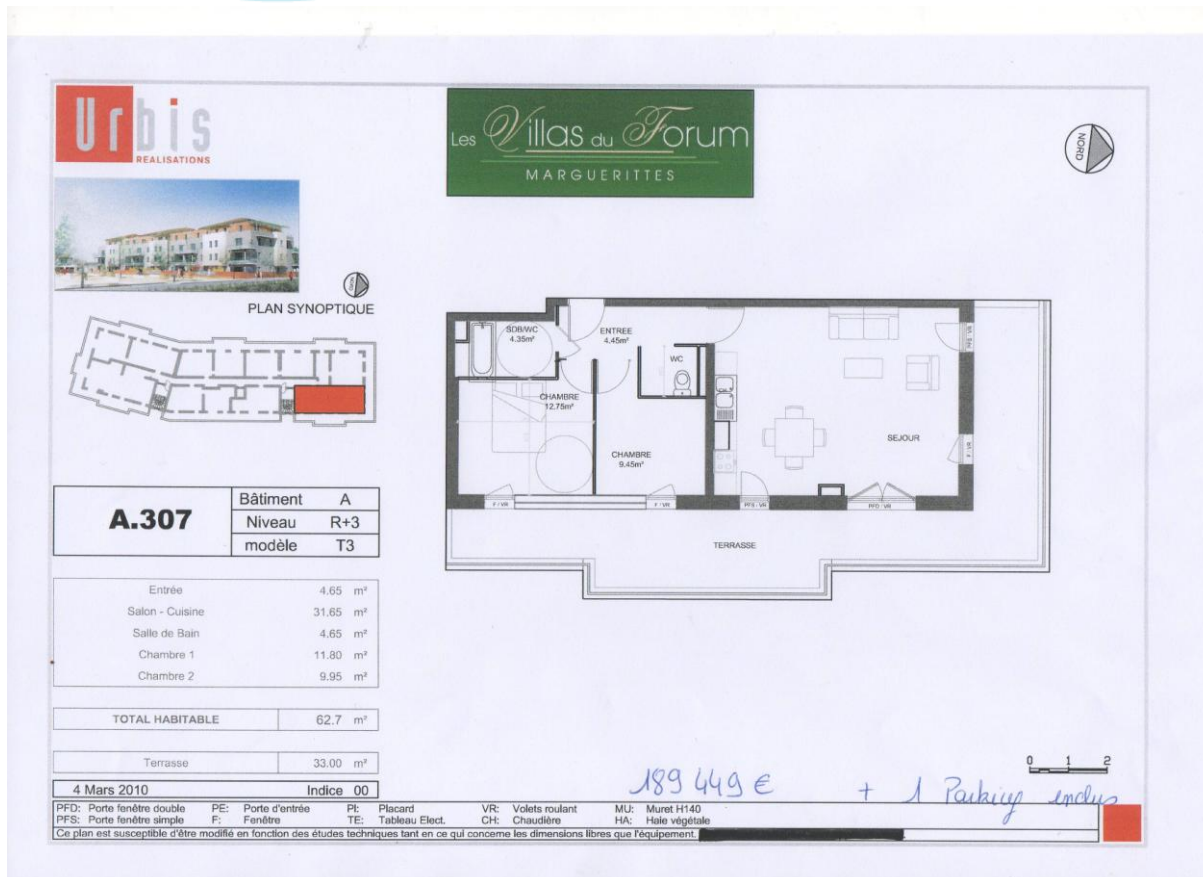 Urbis
REALISATIONS
Les Villas du Forum
MARGUERITTES
NORD
PLAN SYNOPTIQUE
SDB/WC
4.35m²
ENTREE
4.45m²
WC
CHAMBRE
12.75m²
CHAMBRE
9.45m²
SEJOUR
F / VR
F / VR
PFS - VR
PFD - VR
TERRASSE
A.307
Bâtiment A
Niveau R+3
modèle T3
Entrée 4.65 m²
Salon - Cuisine 31.65 m²
Salle de Bain 4.65 m²
Chambre 1 11.80 m²
Chambre 2 9.95 m²
TOTAL HABITABLE 62.7 m²
Terrasse 33.00 m²
4 Mars 2010 Indice 00
0 1 2
189 449 € + 1 Parking inclus
PFD: Porte fenêtre double PE: Porte d'entrée Pl: Placard VR: Volets roulant MU: Muret H140
PFS: Porte fenêtre simple F: Fenêtre TE: Tableau Elect. CH: Chaudière HA: Haie végétale
Ce plan est susceptible d'être modifié en fonction des études techniques tant en ce qui concerne les dimensions libres que l'équipement.